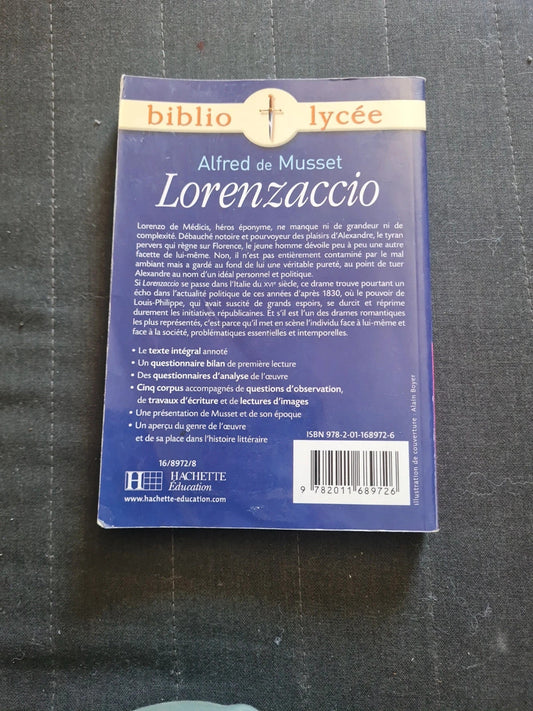 biblio lycée
Alfred de Musset
Lorenzaccio
Lorenzo de Médicis, héros éponyme, ne manque ni de grandeur ni de
complexité. Débauché notoire et pourvoyeur des plaisirs d'Alexandre, le tyran
pervers qui règne sur Florence, le jeune homme dévoile peu à peu une autre
facette de lui-même. Non, il n'est pas entièrement contaminé par le mal
ambiant mais a gardé au fond de lui une véritable pureté, au point de tuer
Alexandre au nom d'un idéal personnel et politique.
Si Lorenzaccio se passe dans l'Italie du XVIe siècle, ce drame trouve pourtant un
écho dans l'actualité politique de ces années d'après 1830, où le pouvoir de
Louis-Philippe, qui avait suscité de grands espoirs, se durcit et réprime
durement les initiatives républicaines. Et s'il est l'un des drames romantiques
les plus représentés, c'est parce qu'il met en scène l'individu face à lui-même et
face à la société, problématiques essentielles et intemporelles.
• Le texte intégral annoté
• Un questionnaire bilan de première lecture
• Des questionnaires d'analyse de l'œuvre
• Cinq corpus accompagnés de questions d'observation,
de travaux d'écriture et de lectures d'images
• Une présentation de Musset et de son époque
• Un aperçu du genre de l'œuvre
et de sa place dans l'histoire littéraire
16/8972/8
H HACHETTE
Éducation
www.hachette-education.com
ISBN 978-2-01-168972-6
9 782011 689726
illustration de couverture : Alain Boyer